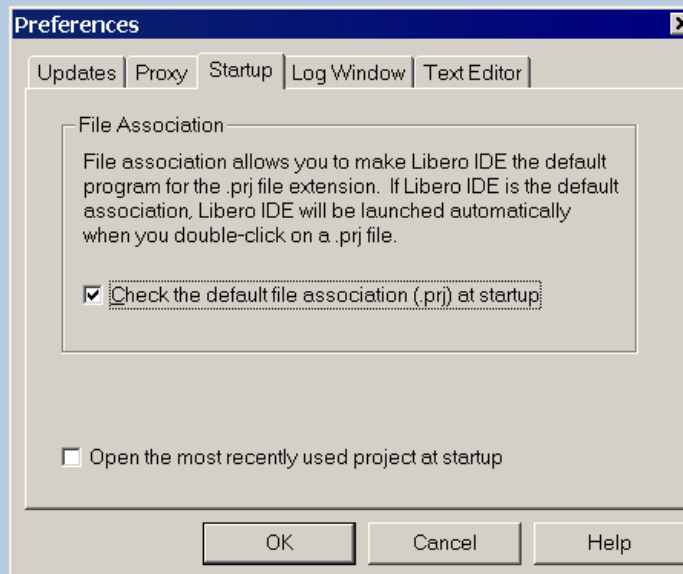 Preferences
Updates Proxy Startup Log Window Text Editor
File Association
File association allows you to make Libero IDE the default
program for the .prj file extension. If Libero IDE is the default
association, Libero IDE will be launched automatically
when you double-click on a .prj file.
Check the default file association (.prj) at startup
Open the most recently used project at startup
OK Cancel Help